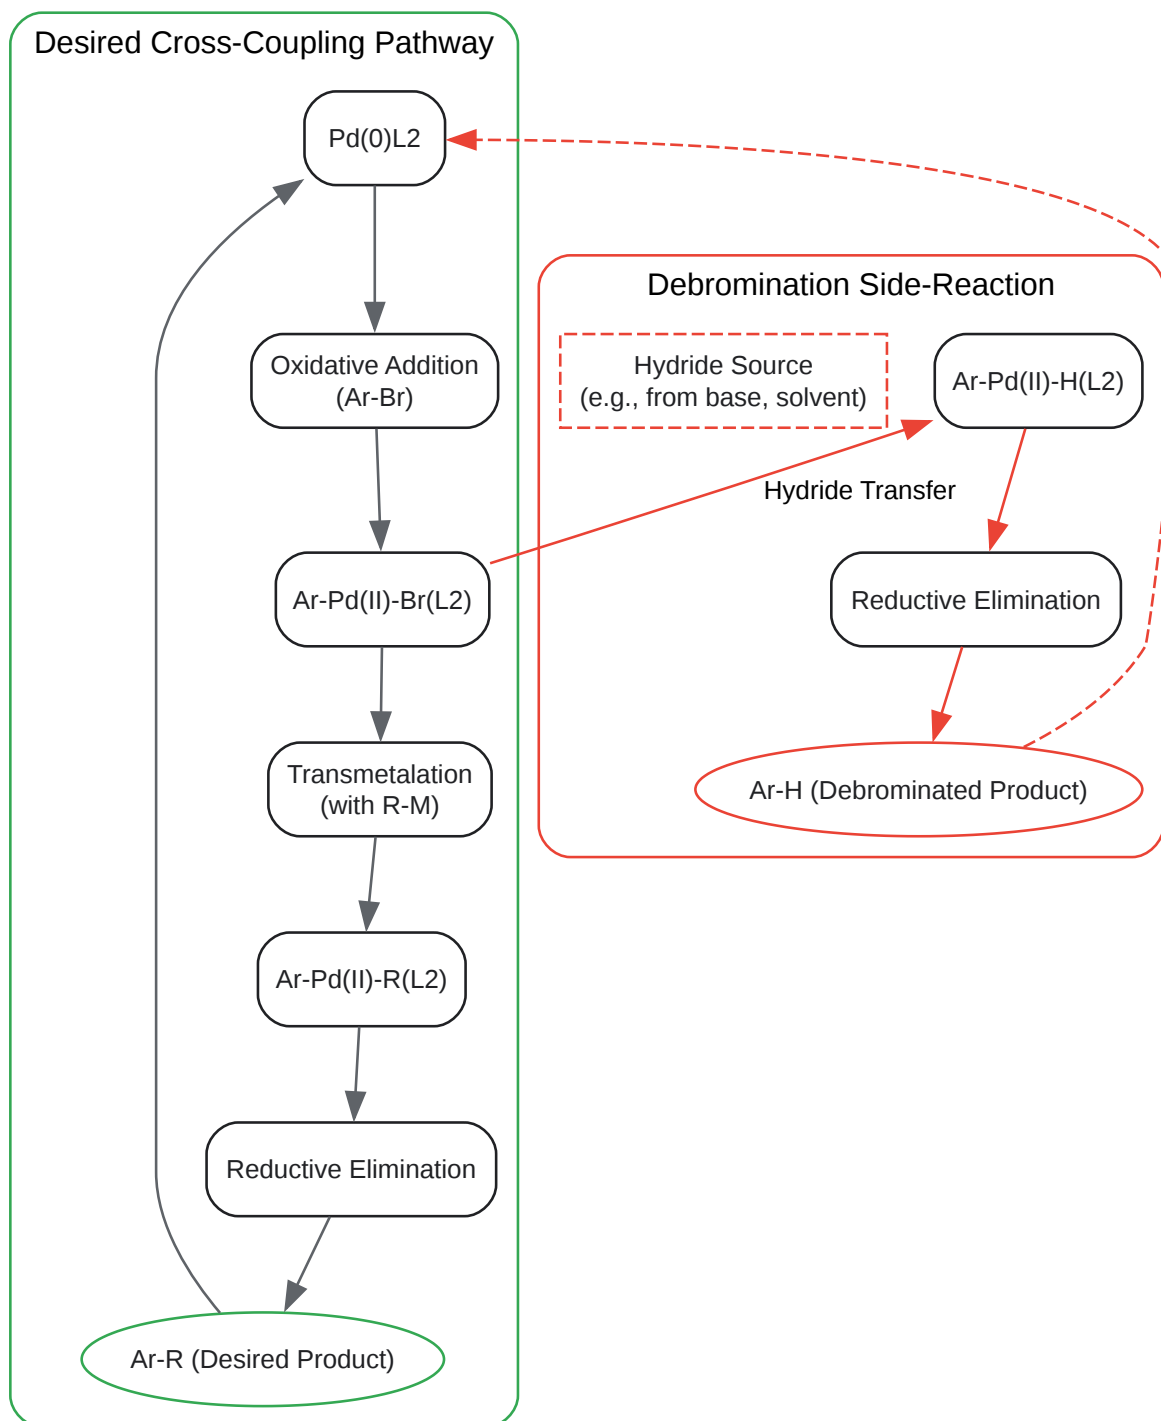 Desired Cross-Coupling Pathway
Pd(0)L2
Oxidative Addition
(Ar-Br)
Ar-Pd(II)-Br(L2)
Transmetalation
(with R-M)
Ar-Pd(II)-R(L2)
Reductive Elimination
Ar-R (Desired Product)
Debromination Side-Reaction
Hydride Source
(e.g., from base, solvent)
Ar-Pd(II)-H(L2)
Hydride Transfer
Reductive Elimination
Ar-H (Debrominated Product)